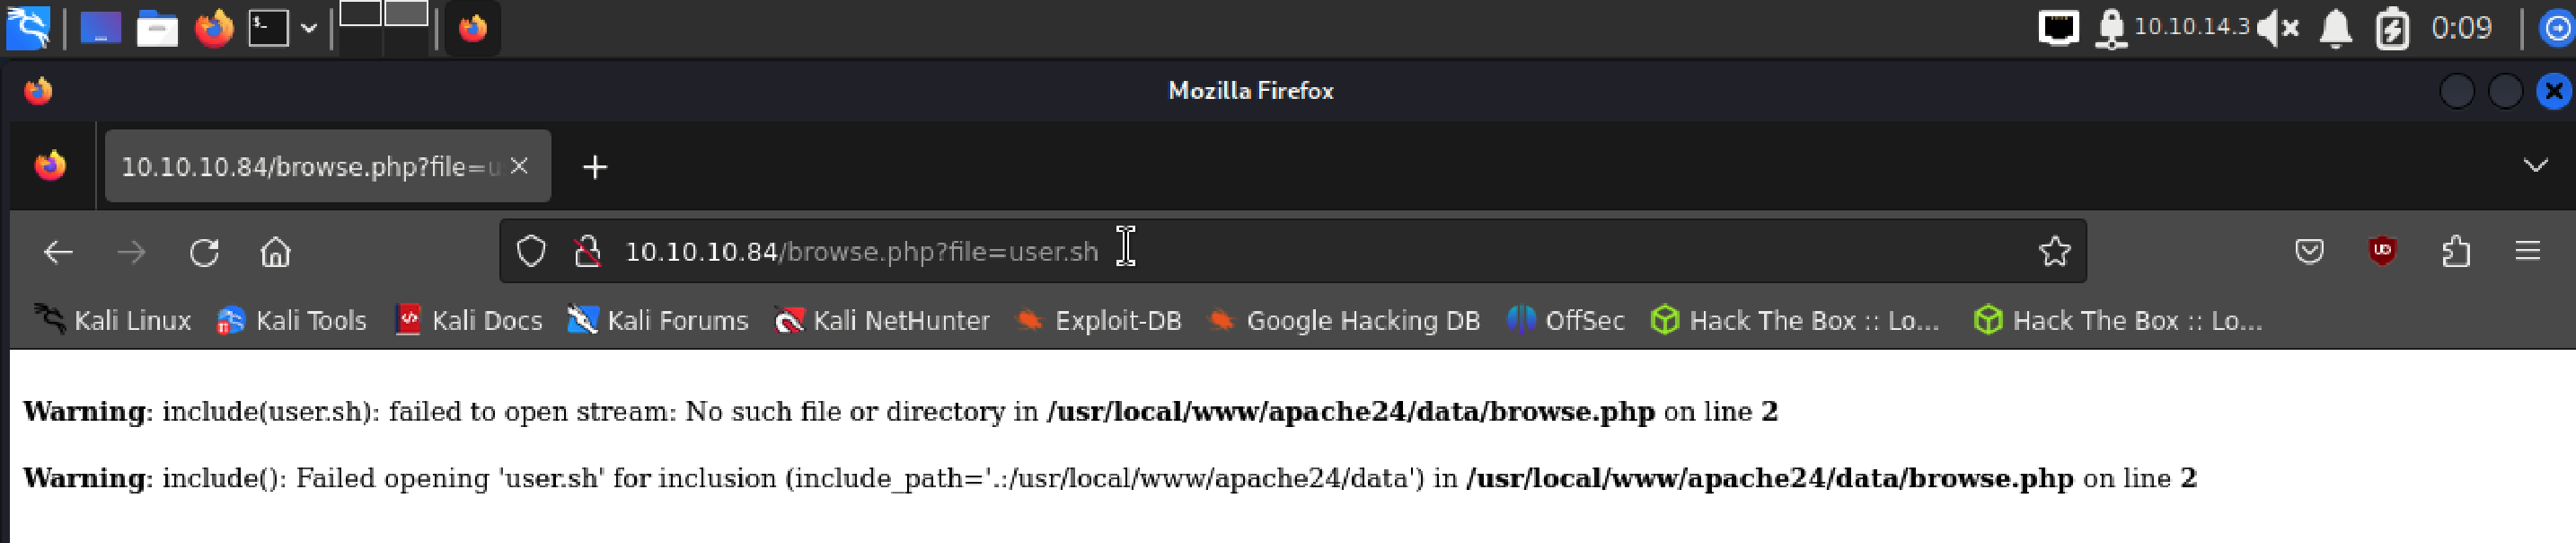 10.10.14.3 0:09
Mozilla Firefox
10.10.10.84/browse.php?file=u
10.10.10.84/browse.php?file=user.sh
Kali Linux Kali Tools Kali Docs Kali Forums Kali NetHunter Exploit-DB Google Hacking DB OffSec Hack The Box :: Lo... Hack The Box :: Lo...
Warning: include(user.sh): failed to open stream: No such file or directory in /usr/local/www/apache24/data/browse.php on line 2
Warning: include(): Failed opening 'user.sh' for inclusion (include_path='.:/usr/local/www/apache24/data') in /usr/local/www/apache24/data/browse.php on line 2